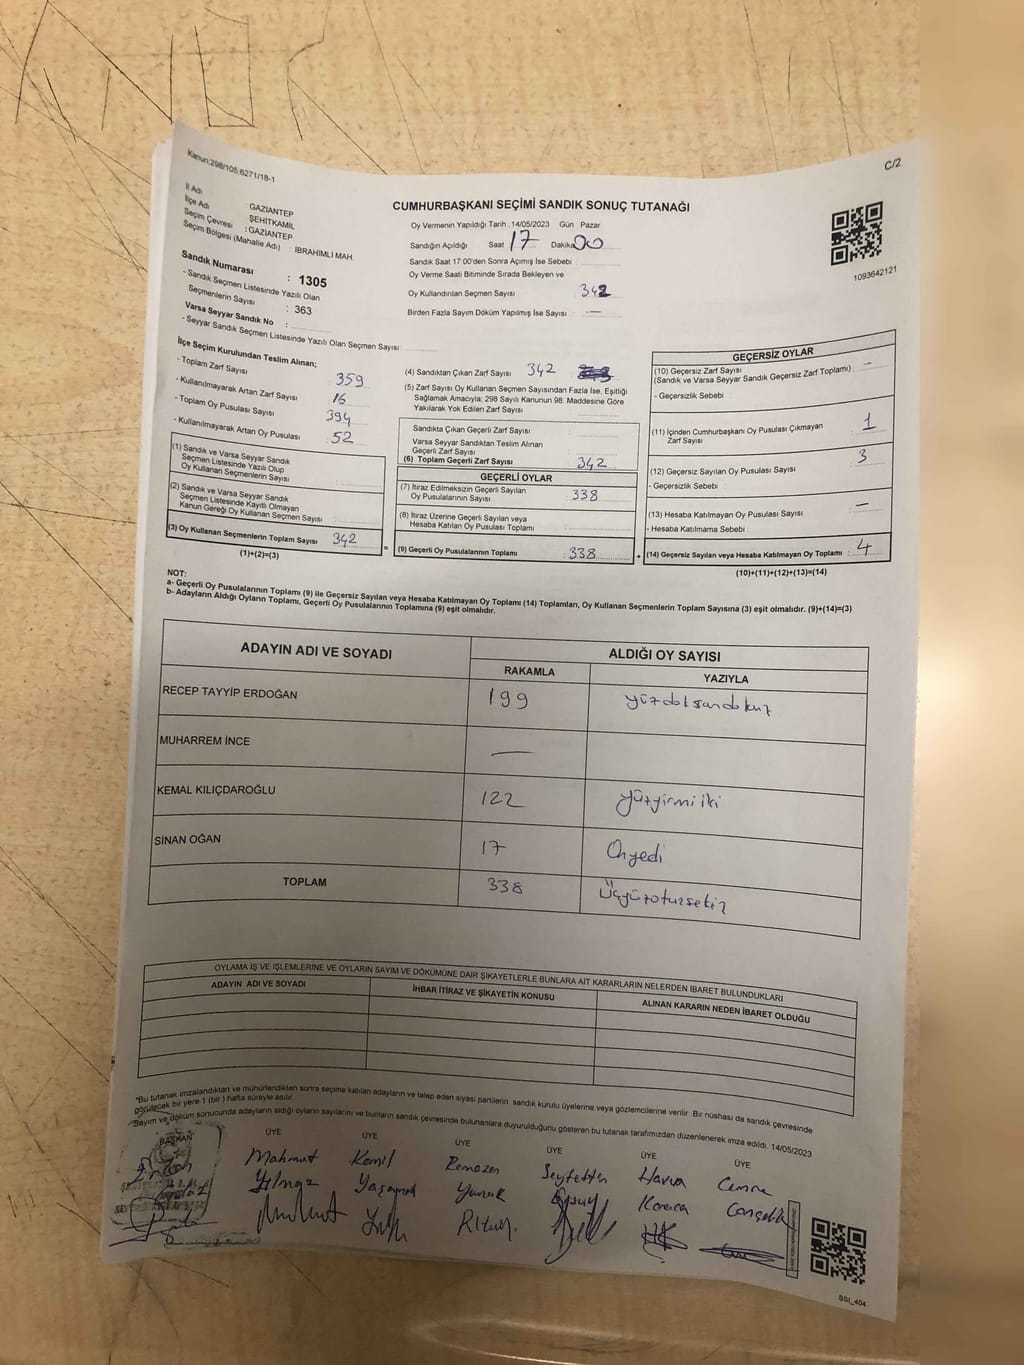 Kanun:298/105,6271/18-1
C/2
İl Adı : GAZİANTEP
İlçe Adı : ŞEHİTKAMİL
Seçim Çevresi : GAZİANTEP
Seçim Bölgesi (Mahalle Adı) : İBRAHIMLI MAH.
Sandık Numarası : 1305
- Sandık Seçmen Listesinde Yazılı Olan
Seçmenlerin Sayısı : 363
Varsa Seyyar Sandık No :
- Seyyar Sandık Seçmen Listesinde Yazılı Olan Seçmen Sayısı:
CUMHURBAŞKANI SEÇİMİ SANDIK SONUÇ TUTANAĞI
Oy Vermenin Yapıldığı Tarih : 14/05/2023 Gün : Pazar
Sandığın Açıldığı Saat 17 Dakika 00
Sandık Saat 17:00'den Sonra Açımış İse Sebebi :
Oy Verme Saati Bitiminde Sırada Bekleyen ve
Oy Kullandırılan Seçmen Sayısı 342
Birden Fazla Sayım Döküm Yapılmış İse Sayısı : —
1093642121
İlçe Seçim Kurulundan Teslim Alınan;
- Toplam Zarf Sayısı 359
- Kullanılmayarak Artan Zarf Sayısı 16
- Toplam Oy Pusulası Sayısı 394
- Kullanılmayarak Artan Oy Pusulası 52
(1) Sandık ve Varsa Seyyar Sandık
Seçmen Listesinde Yazılı Olup
Oy Kullanan Seçmenlerin Sayısı :
(2) Sandık ve Varsa Seyyar Sandık
Seçmen Listesinde Kayıtlı Olmayan
Kanun Gereği Oy Kullanan Seçmen Sayısı :
(3) Oy Kullanan Seçmenlerin Toplam Sayısı 342
(1)+(2)=(3)
(4) Sandıktan Çıkan Zarf Sayısı : 342
(5) Zarf Sayısı Oy Kullanan Seçmen Sayısından Fazla İse, Eşitliği
Sağlamak Amacıyla, 298 Sayılı Kanunun 98. Maddesine Göre
Yakılarak Yok Edilen Zarf Sayısı :
Sandıkta Çıkan Geçerli Zarf Sayısı :
Varsa Seyyar Sandıktan Teslim Alınan
Geçerli Zarf Sayısı :
(6) Toplam Geçerli Zarf Sayısı : 342
GEÇERLİ OYLAR
(7) İtiraz Edilmeksizin Geçerli Sayılan
Oy Pusulalarının Sayısı : 338
(8) İtiraz Üzerine Geçerli Sayılan veya
Hesaba Katılan Oy Pusulası Toplamı :
(9) Geçerli Oy Pusulalarının Toplamı : 338
GEÇERSİZ OYLAR
(10) Geçersiz Zarf Sayısı
(Sandık ve Varsa Seyyar Sandık Geçersiz Zarf Toplamı) : —
- Geçersizlik Sebebi :
(11) İçinden Cumhurbaşkanı Oy Pusulası Çıkmayan
Zarf Sayısı : 1
(12) Geçersiz Sayılan Oy Pusulası Sayısı : 3
- Geçersizlik Sebebi :
(13) Hesaba Katılmayan Oy Pusulası Sayısı : —
- Hesaba Katılmama Sebebi :
(14) Geçersiz Sayılan veya Hesaba Katılmayan Oy Toplamı : 4
(10)+(11)+(12)+(13)=(14)
NOT:
a- Geçerli Oy Pusulalarının Toplamı (9) ile Geçersiz Sayılan veya Hesaba Katılmayan Oy Toplamı (14) Toplamları, Oy Kullanan Seçmenlerin Toplam Sayısına (3) eşit olmalıdır. (9)+(14)=(3)
b- Adayların Aldığı Oyların Toplamı, Geçerli Oy Pusulalarının Toplamına (9) eşit olmalıdır.
ADAYIN ADI VE SOYADI ALDIĞI OY SAYISI
RAKAMLA YAZIYLA
RECEP TAYYİP ERDOĞAN 199 yüzdoksandokuz
MUHARREM İNCE —
KEMAL KILIÇDAROĞLU 122 yüzyirmi iki
SİNAN OĞAN 17 Onyedi
TOPLAM 338 Üçyüzotuzsekiz
OYLAMA İŞ VE İŞLEMLERİNE VE OYLARIN SAYIM VE DÖKÜMÜNE DAİR ŞİKAYETLERLE BUNLARA AİT KARARLARIN NELERDEN İBARET BULUNDUKLARI
ADAYIN ADI VE SOYADI İHBAR İTİRAZ VE ŞİKAYETİN KONUSU ALINAN KARARIN NEDEN İBARET OLDUĞU
*Bu tutanak imzalandıktan ve mühürlendikten sonra seçime katılan adayların ve talep eden siyasi partilerin sandık kurulu üyelerine veya gözlemcilerine verilir. Bir nüshası da sandık çevresinde
görülecek bir yere 1 (bir ) hafta süreyle asılır.
Sayım ve döküm sonucunda adayların aldığı oyların sayılarını ve bunların sandık çevresinde bulunanlara duyurulduğunu gösteren bu tutanak tarafımızdan düzenlenerek imza edildi. 14/05/2023
BAŞKAN ÜYE ÜYE ÜYE ÜYE ÜYE ÜYE
Mahmut Kamil Ramazan Seyfettin Havva Cemre
Yılmaz Karaca
SSI_404